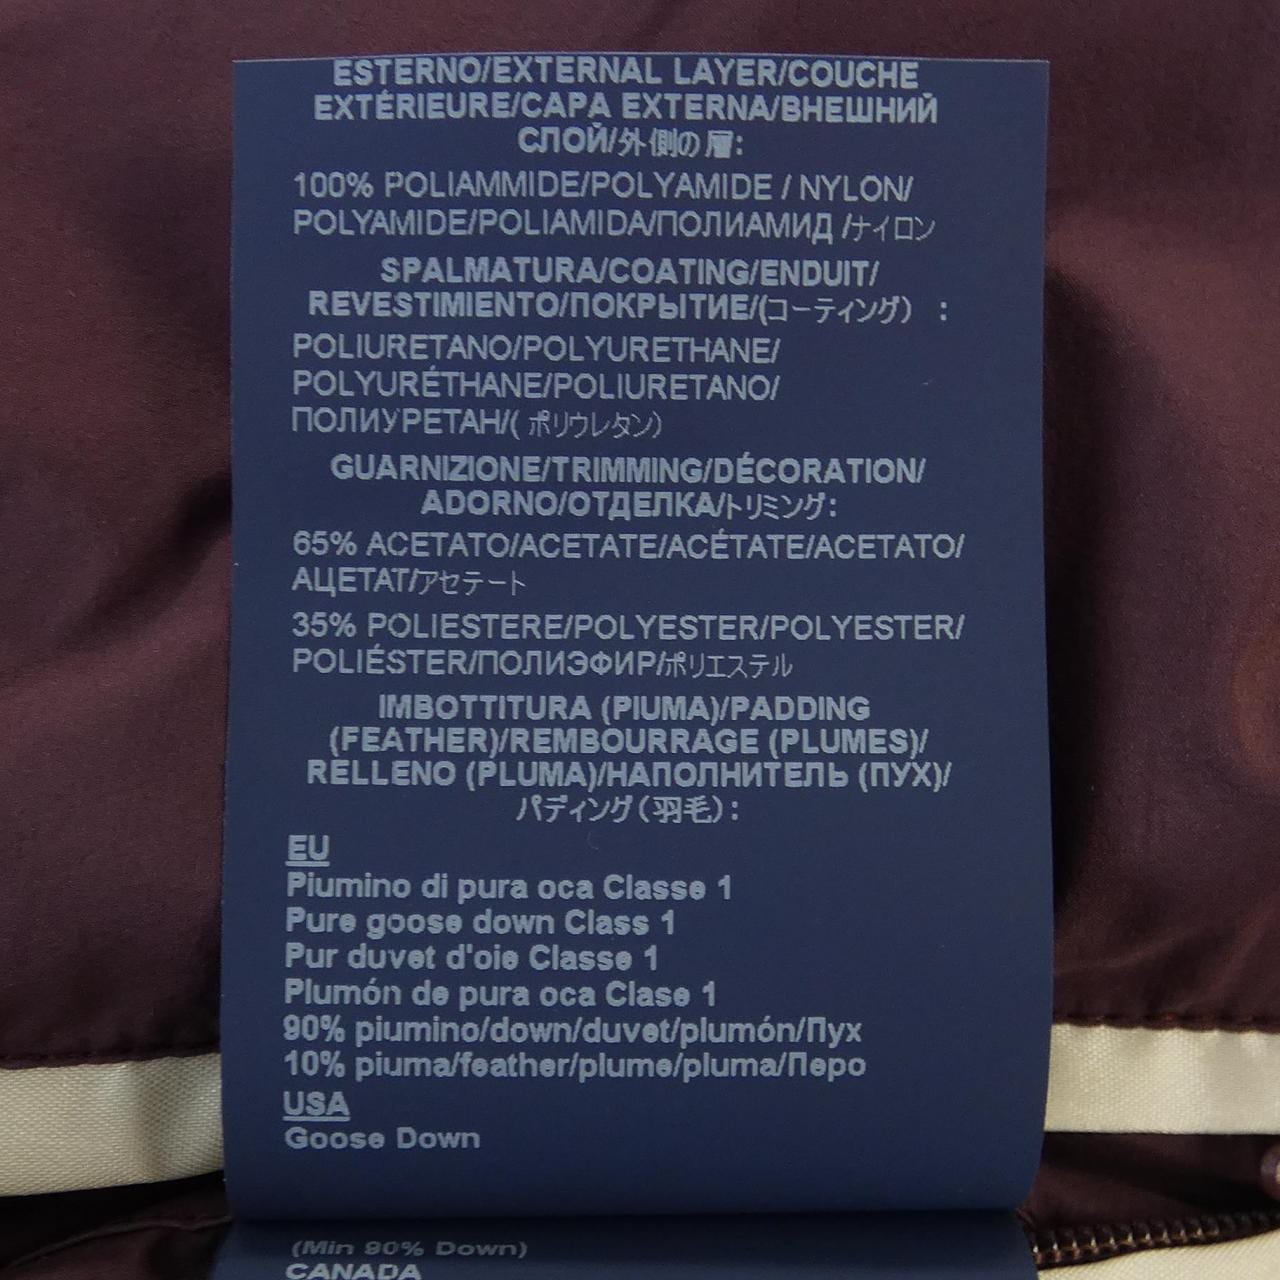 ESTERNO/EXTERNAL LAYER/COUCHE
EXTÉRIEURE/CAPA EXTERNA/ВНЕШНИЙ
СЛОЙ/外側の層:
100% POLIAMMIDE/POLYAMIDE / NYLON/
POLYAMIDE/POLIAMIDA/ПОЛИАМИД /ナイロン
SPALMATURA/COATING/ENDUIT/
REVESTIMIENTO/ПОКРЫТИЕ/(コーティング) :
POLIURETANO/POLYURETHANE/
POLYURÉTHANE/POLIURETANO/
ПОЛИУРЕТАН/( ポリウレタン)
GUARNIZIONE/TRIMMING/DÉCORATION/
ADORNO/ОТДЕЛКА/トリミング:
65% ACETATO/ACETATE/ACÉTATE/ACETATO/
АЦЕТАТ/アセテート
35% POLIESTERE/POLYESTER/POLYESTER/
POLIÉSTER/ПОЛИЭФИР/ポリエステル
IMBOTTITURA (PIUMA)/PADDING
(FEATHER)/REMBOURRAGE (PLUMES)/
RELLENO (PLUMA)/НАПОЛНИТЕЛЬ (ПУХ)/
パディング(羽毛):
EU
Piumino di pura oca Classe 1
Pure goose down Class 1
Pur duvet d'oie Classe 1
Plumón de pura oca Clase 1
90% piumino/down/duvet/plumón/Пух
10% piuma/feather/plume/pluma/Перо
USA
Goose Down
(Min 90% Down)
CANADA